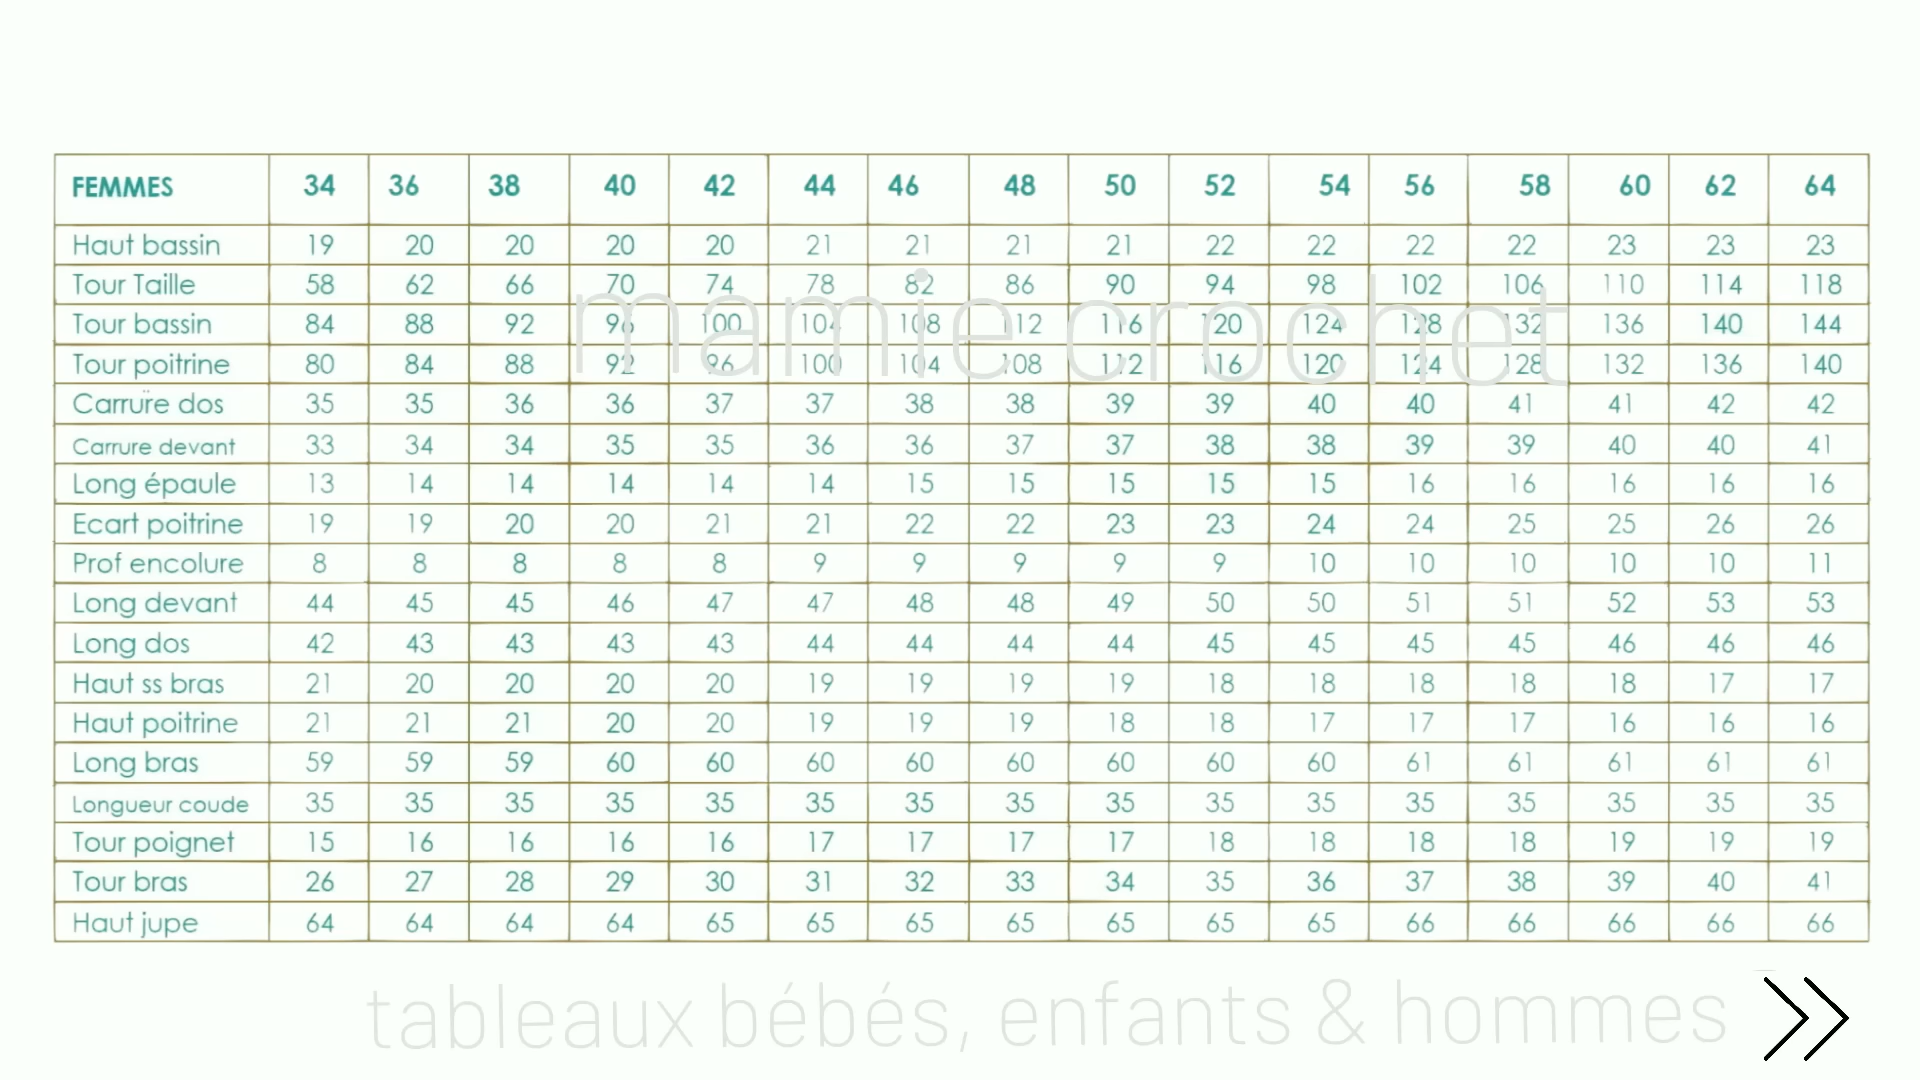 FEMMES 34 36 38 40 42 44 46 48 50 52 54 56 58 60 62 64
Haut bassin 19 20 20 20 20 21 21 21 21 22 22 22 22 23 23 23
Tour Taille 58 62 66 70 74 78 82 86 90 94 98 102 106 110 114 118
Tour bassin 84 88 92 96 100 104 108 112 116 120 124 128 132 136 140 144
mamie crochet
Tour poitrine 80 84 88 92 96 100 104 108 112 116 120 124 128 132 136 140
Carrure dos 35 35 36 36 37 37 38 38 39 39 40 40 41 41 42 42
Carrure devant 33 34 34 35 35 36 36 37 37 38 38 39 39 40 40 41
Long épaule 13 14 14 14 14 14 15 15 15 15 15 16 16 16 16 16
Ecart poitrine 19 19 20 20 21 21 22 22 23 23 24 24 25 25 26 26
Prof encolure 8 8 8 8 8 9 9 9 9 9 10 10 10 10 10 11
Long devant 44 45 45 46 47 47 48 48 49 50 50 51 51 52 53 53
Long dos 42 43 43 43 43 44 44 44 44 45 45 45 45 46 46 46
Haut ss bras 21 20 20 20 20 19 19 19 19 18 18 18 18 18 17 17
Haut poitrine 21 21 21 20 20 19 19 19 18 18 17 17 17 16 16 16
Long bras 59 59 59 60 60 60 60 60 60 60 60 61 61 61 61 61
Longueur coude 35 35 35 35 35 35 35 35 35 35 35 35 35 35 35 35
Tour poignet 15 16 16 16 16 17 17 17 17 18 18 18 18 19 19 19
Tour bras 26 27 28 29 30 31 32 33 34 35 36 37 38 39 40 41
Haut jupe 64 64 64 64 65 65 65 65 65 65 65 66 66 66 66 66
tableaux bébés, enfants & hommes